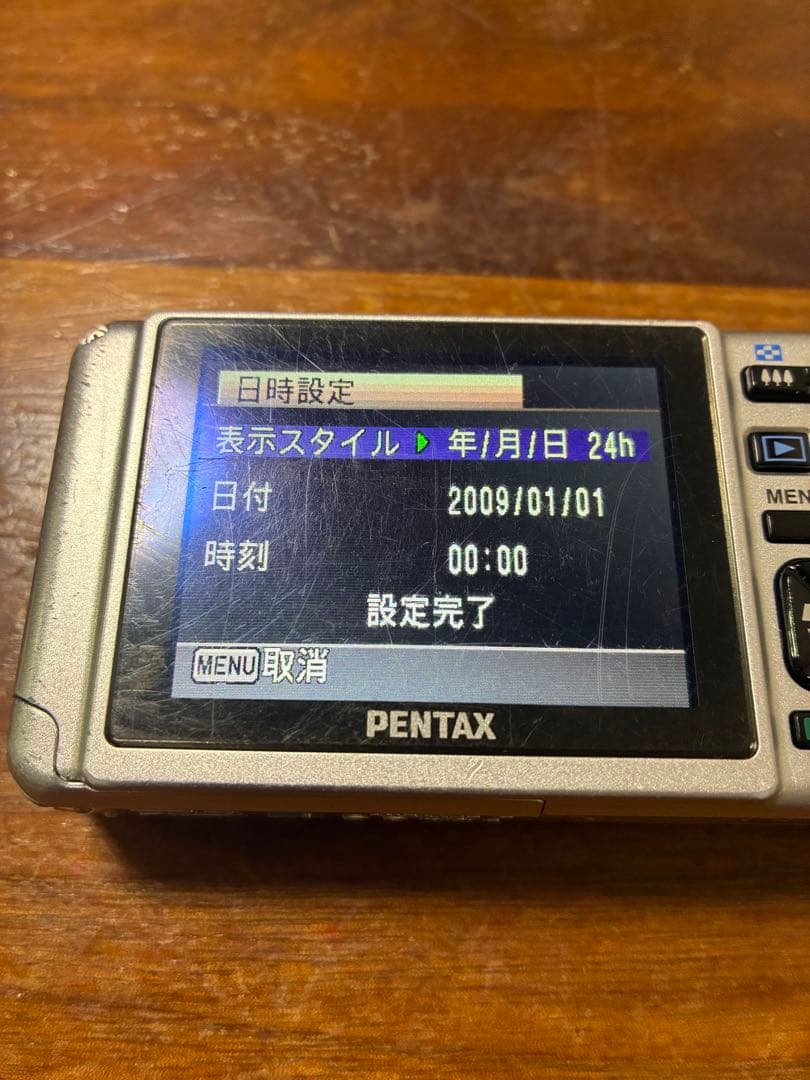 日時設定
表示スタイル 年/月/日 24h
日付 2009/01/01
時刻 00:00
設定完了
MENU 取消
PENTAX
MEN